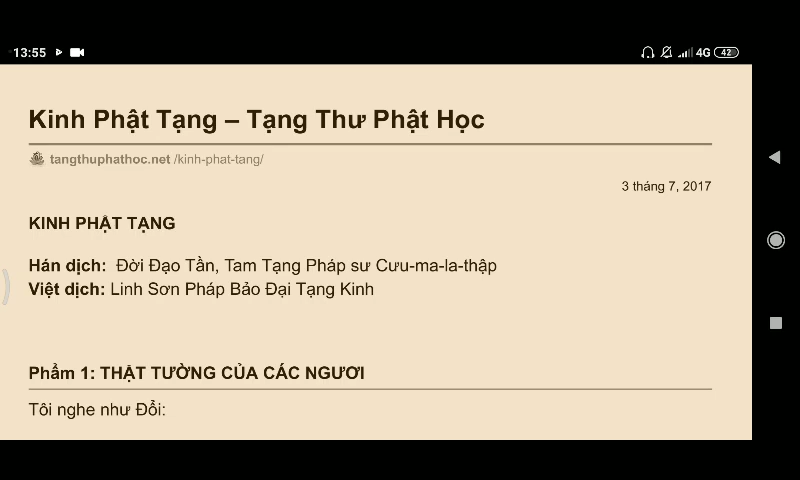 13:55
4G 42
Kinh Phật Tạng – Tạng Thư Phật Học
tangthuphathoc.net /kinh-phat-tang/
3 tháng 7, 2017
KINH PHẬT TẠNG
Hán dịch: Đời Đạo Tần, Tam Tạng Pháp sư Cưu-ma-la-thập
Việt dịch: Linh Sơn Pháp Bảo Đại Tạng Kinh
Phẩm 1: THẬT TƯỜNG CỦA CÁC NGƯƠI
Tôi nghe như Đổi: